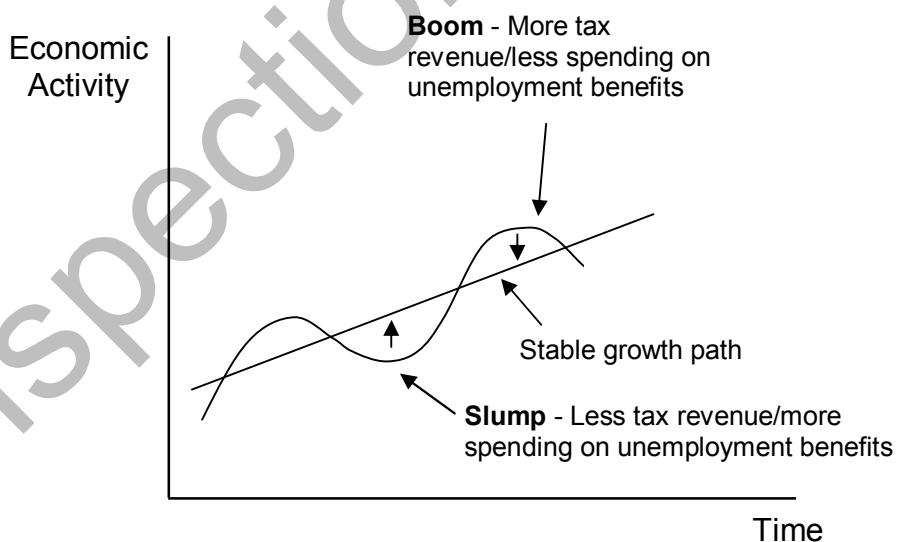 Boom - More tax
revenue/less spending on
unemployment benefits
Economic
Activity
Stable growth path
Slump - Less tax revenue/more
spending on unemployment benefits
Time
spection